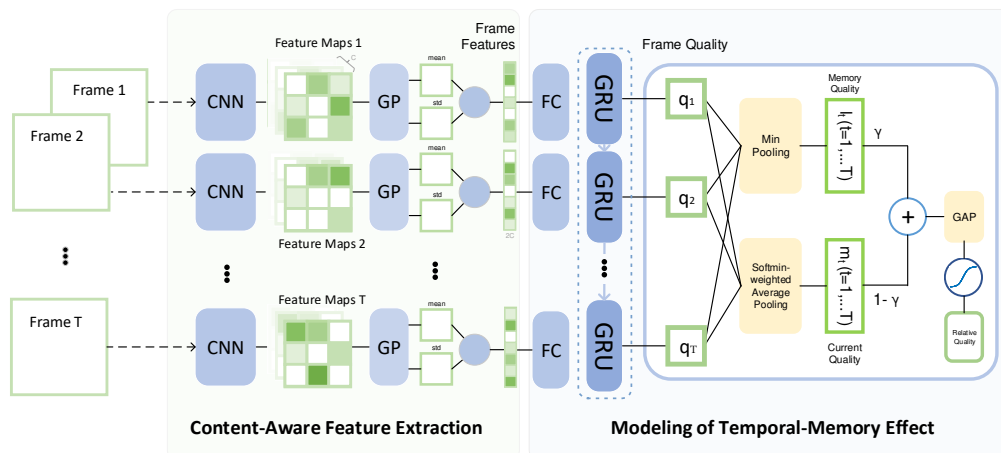 Frame 1
Frame 2
Frame T
CNN
Feature Maps 1
C
GP
mean
std
Frame
Features
FC
GRU
CNN
Feature Maps 2
GP
mean
std
2C
FC
GRU
CNN
Feature Maps T
GP
mean
std
FC
GRU
Frame Quality
q1
q2
qT
Min
Pooling
Softmin-
weighted
Average
Pooling
Memory
Quality
lt(t=1,
...T)
γ
mt(t=1,
...T)
Current
Quality
1- γ
+
GAP
Relative
Quality
Content-Aware Feature Extraction
Modeling of Temporal-Memory Effect